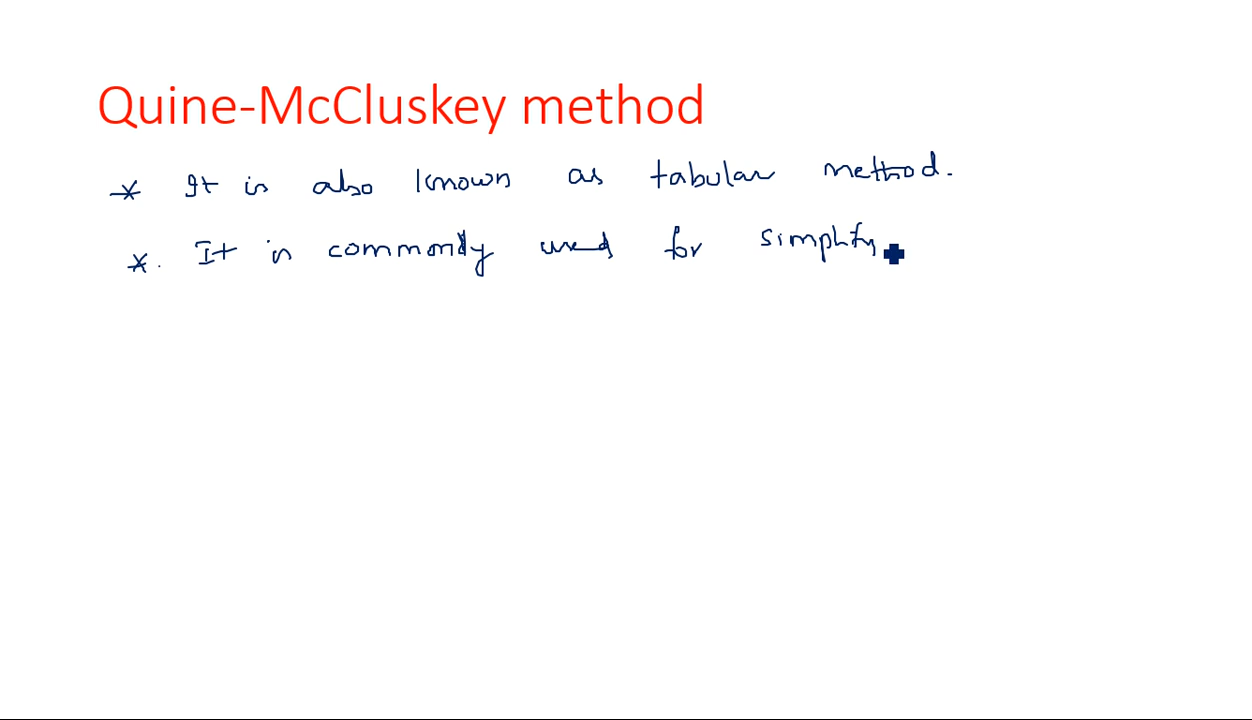 Quine-McCluskey method
* It is also known as tabular method.
* . It is commonly used for simplify